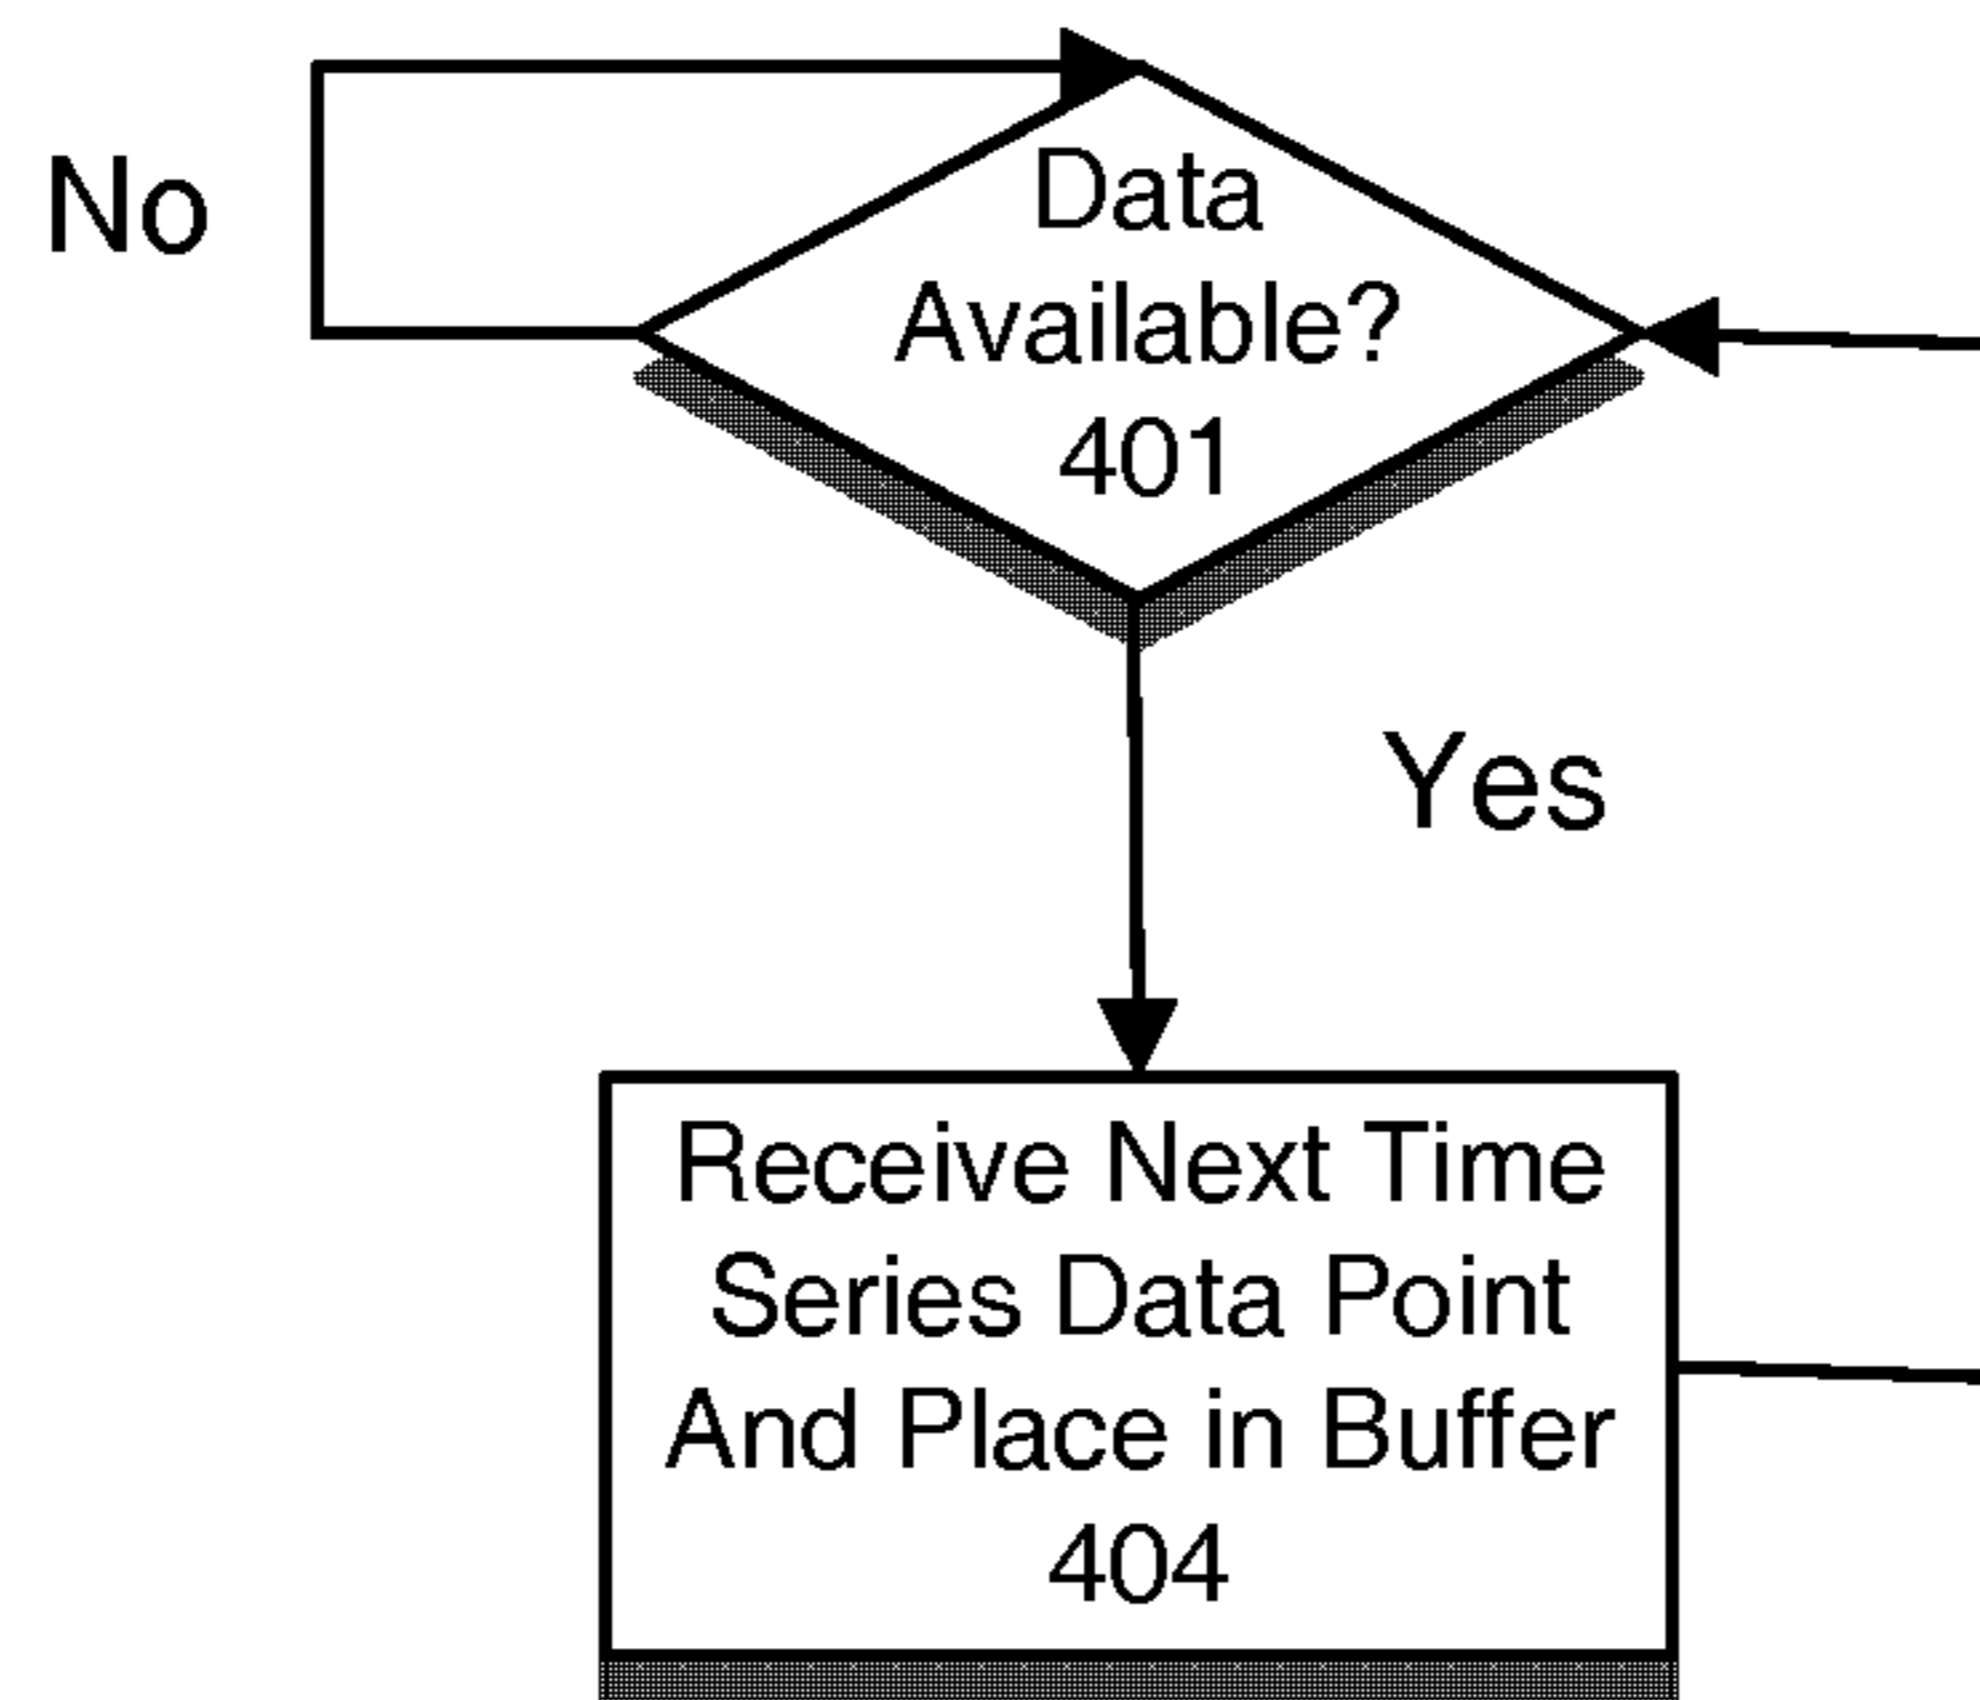 No
Data
Available?
401
Yes
Receive Next Time
Series Data Point
And Place in Buffer
404